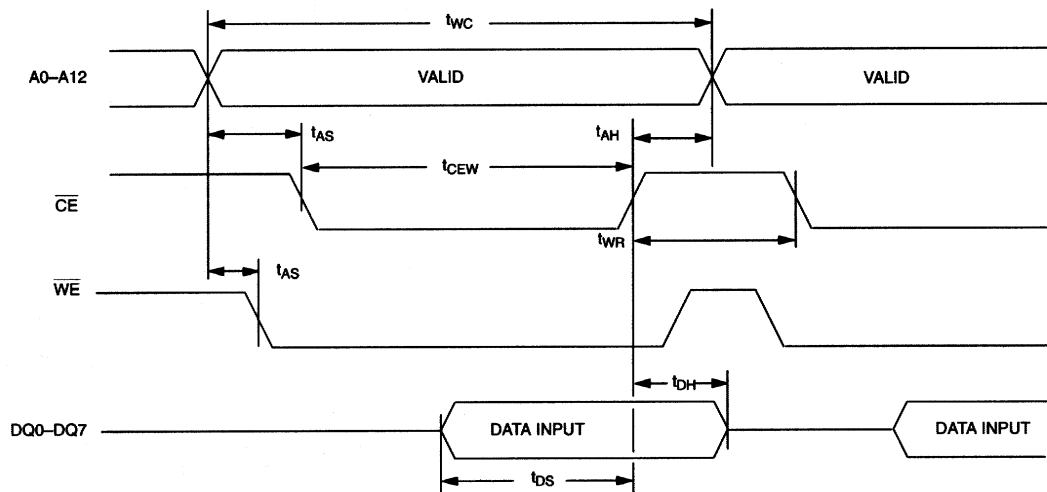 tWC
A0–A12 VALID VALID
tAS tAH
tCEW
CE
tWR
tAS
WE
tDH
DQ0–DQ7 DATA INPUT DATA INPUT
tDS